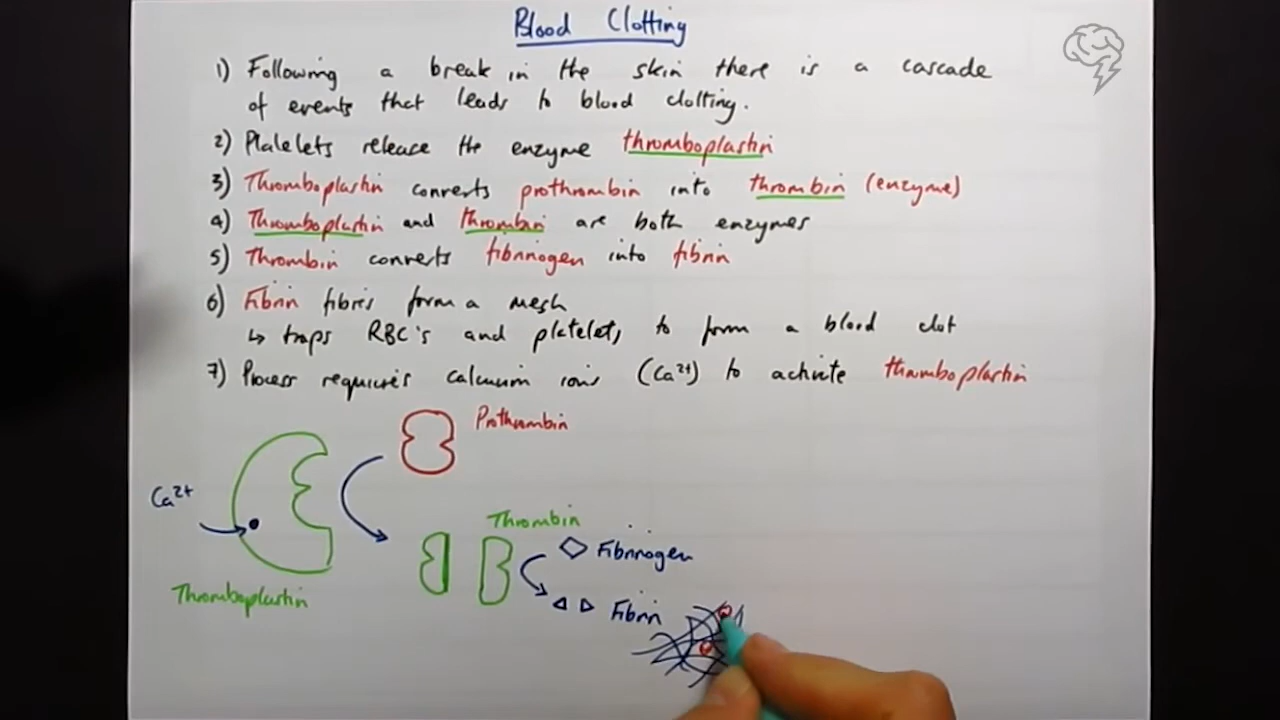 Blood Clotting
1) Following a break in the skin there is a cascade
of events that leads to blood clotting.
2) Platelets release the enzyme thromboplastin
3) Thromboplastin converts prothrombin into thrombin (enzyme)
4) Thromboplastin and thrombin are both enzymes
5) Thrombin converts fibrinogen into fibrin
6) Fibrin fibres form a mesh
↳ traps RBC's and platelets to form a blood clot
7) Process requires calcium ions (Ca²⁺) to activate thromboplastin
Prothrombin
Ca²⁺
Thrombin
Fibrinogen
Thromboplastin
Fibrin